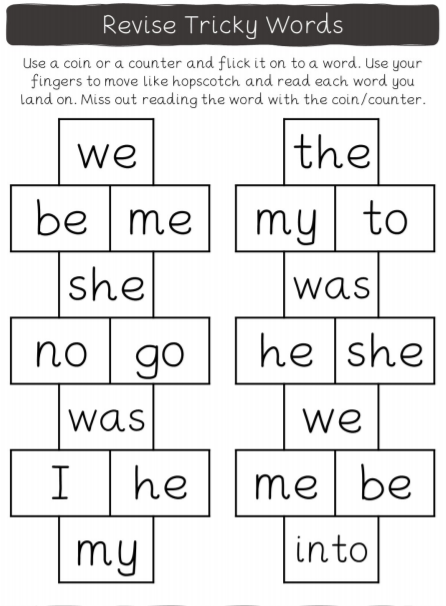 Revise Tricky Words
Use a coin or a counter and flick it on to a word. Use your
fingers to move like hopscotch and read each word you
land on. Miss out reading the word with the coin/counter.
we
be me
she
no go
was
I he
my
the
my to
was
he she
we
me be
into